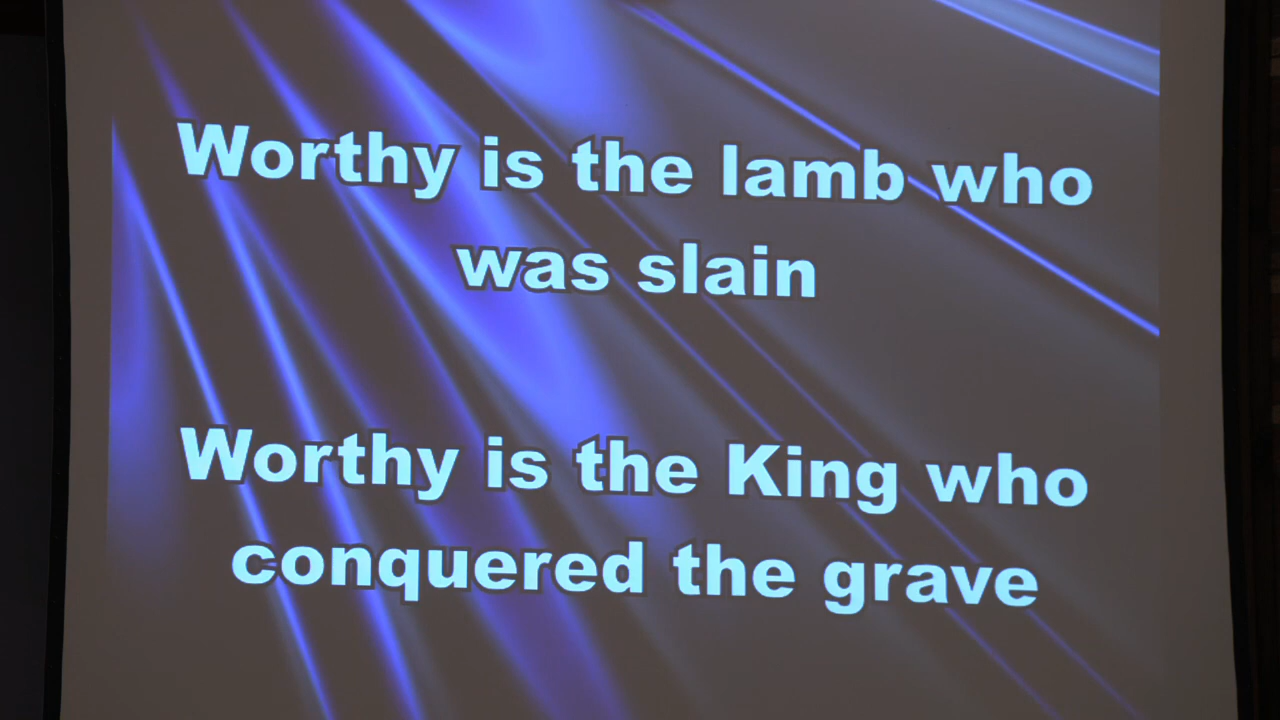 Worthy is the lamb who
was slain
Worthy is the King who
conquered the grave